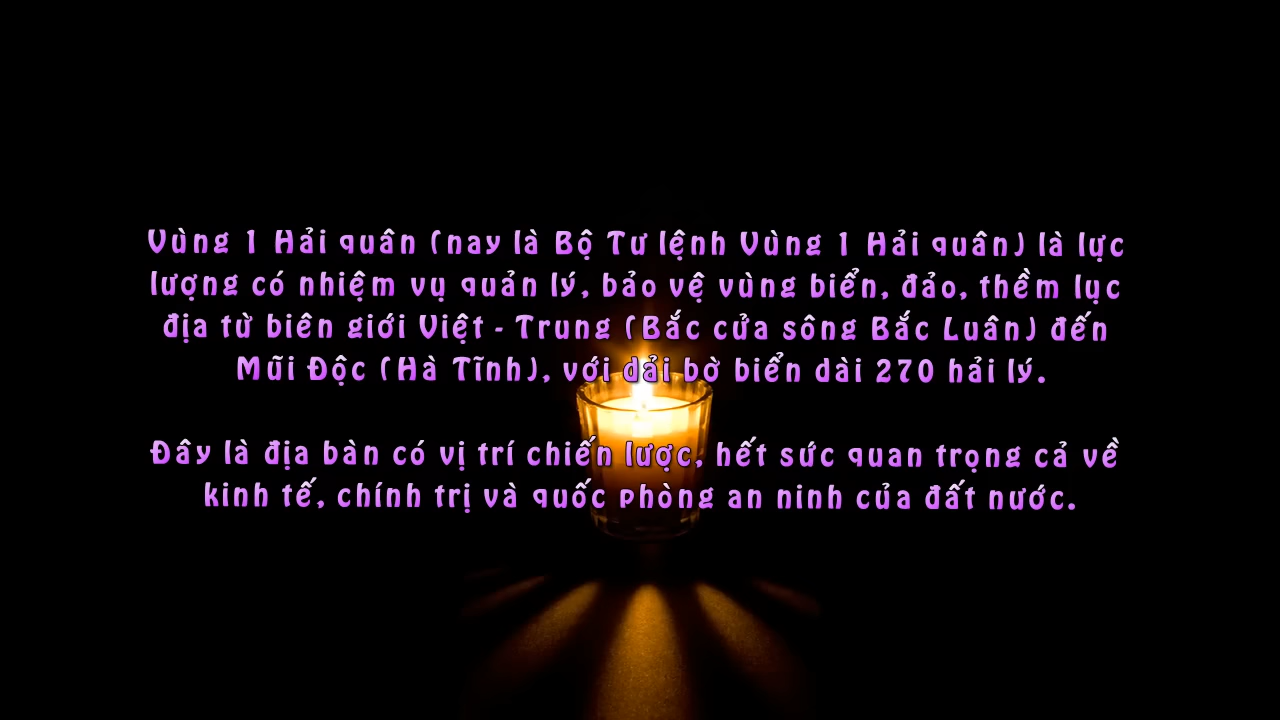 Vùng 1 Hải quân (nay là Bộ Tư lệnh Vùng 1 Hải quân) là lực
lượng có nhiệm vụ quản lý, bảo vệ vùng biển, đảo, thềm lục
địa từ biên giới Việt - Trung (Bắc cửa sông Bắc Luân) đến
Mũi Độc (Hà Tĩnh), với dải bờ biển dài 270 hải lý.
Đây là địa bàn có vị trí chiến lược, hết sức quan trọng cả về
kinh tế, chính trị và quốc phòng an ninh của đất nước.